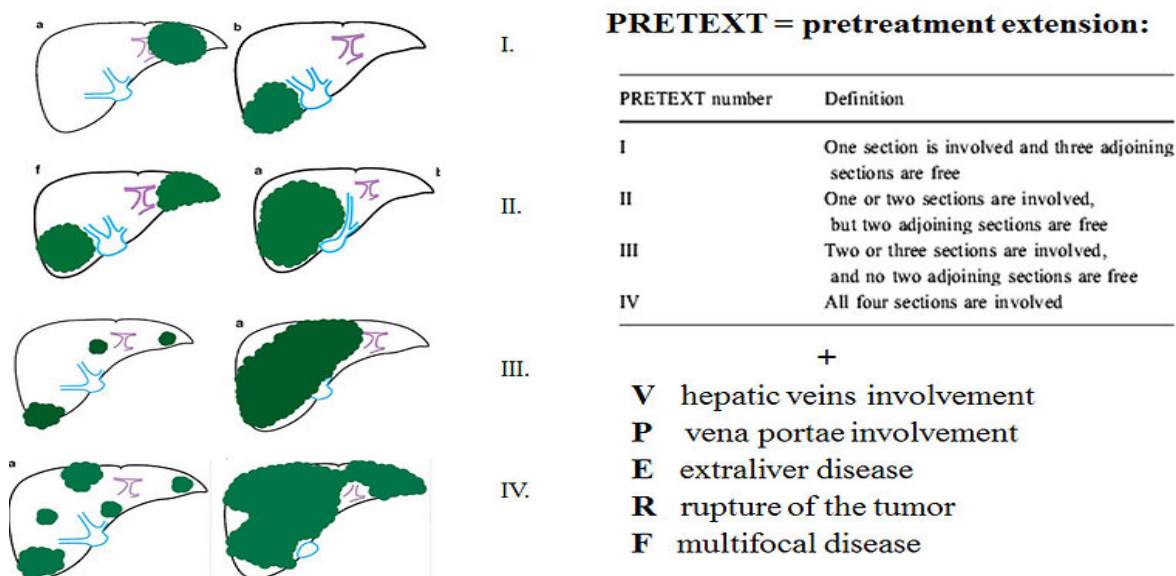 a
b
I.
f
a
b
II.
a
III.
a
IV.
PRETEXT = pretreatment extension:
PRETEXT number Definition
I One section is involved and three adjoining
sections are free
II One or two sections are involved,
but two adjoining sections are free
III Two or three sections are involved,
and no two adjoining sections are free
IV All four sections are involved
+
V hepatic veins involvement
P vena portae involvement
E extraliver disease
R rupture of the tumor
F multifocal disease